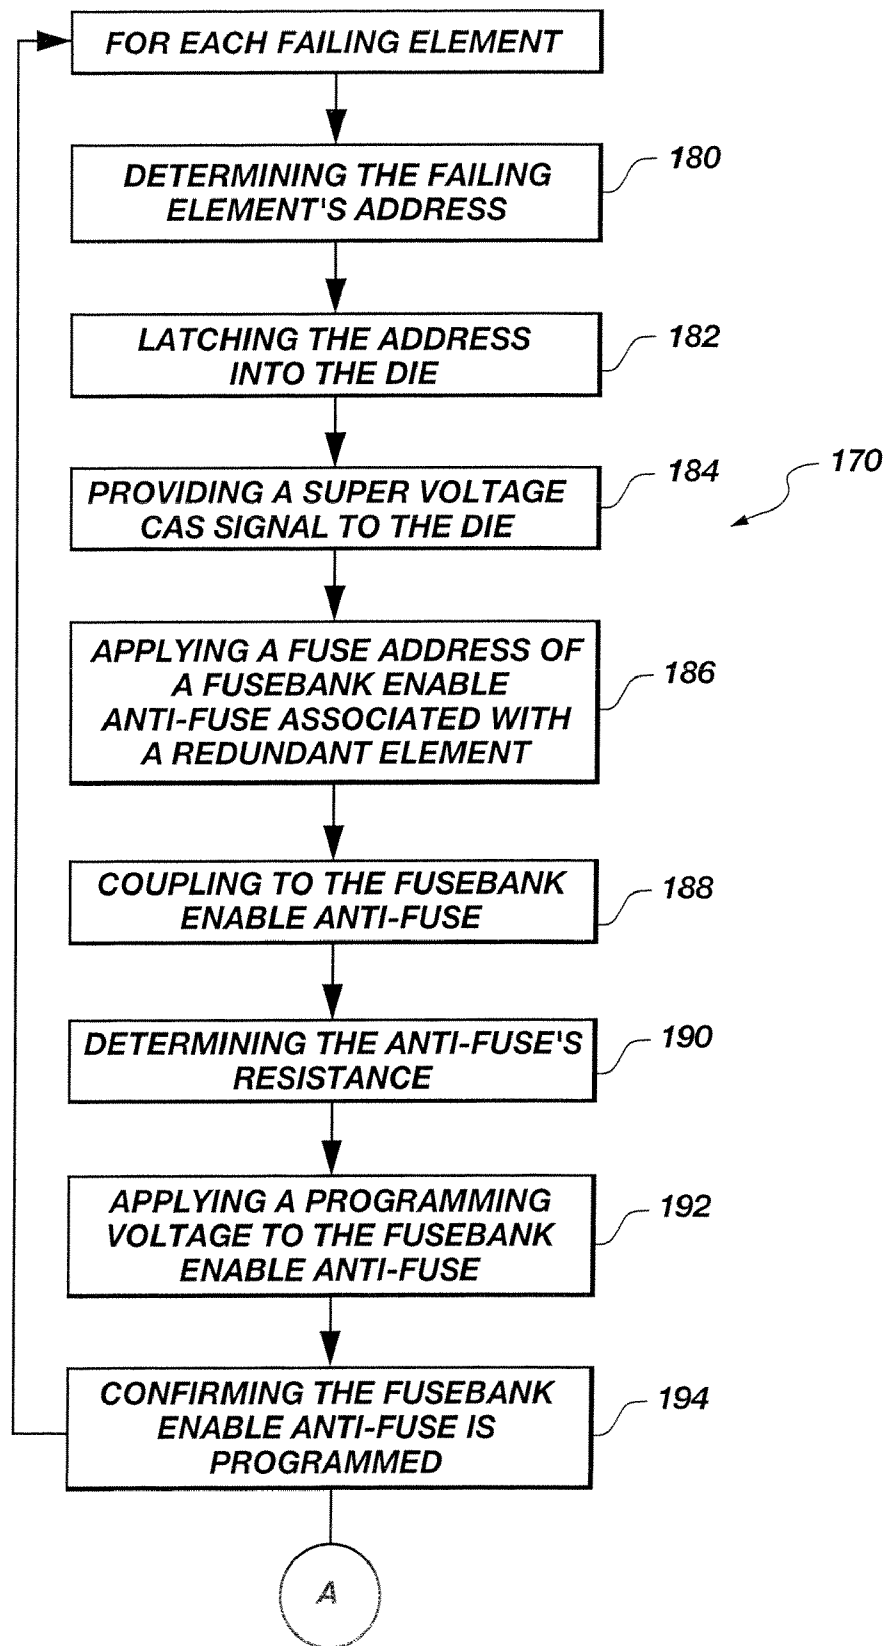 FOR EACH FAILING ELEMENT
DETERMINING THE FAILING
ELEMENT'S ADDRESS
180
LATCHING THE ADDRESS
INTO THE DIE
182
PROVIDING A SUPER VOLTAGE
CAS SIGNAL TO THE DIE
184
170
APPLYING A FUSE ADDRESS OF
A FUSEBANK ENABLE
ANTI-FUSE ASSOCIATED WITH
A REDUNDANT ELEMENT
186
COUPLING TO THE FUSEBANK
ENABLE ANTI-FUSE
188
DETERMINING THE ANTI-FUSE'S
RESISTANCE
190
APPLYING A PROGRAMMING
VOLTAGE TO THE FUSEBANK
ENABLE ANTI-FUSE
192
CONFIRMING THE FUSEBANK
ENABLE ANTI-FUSE IS
PROGRAMMED
194
A